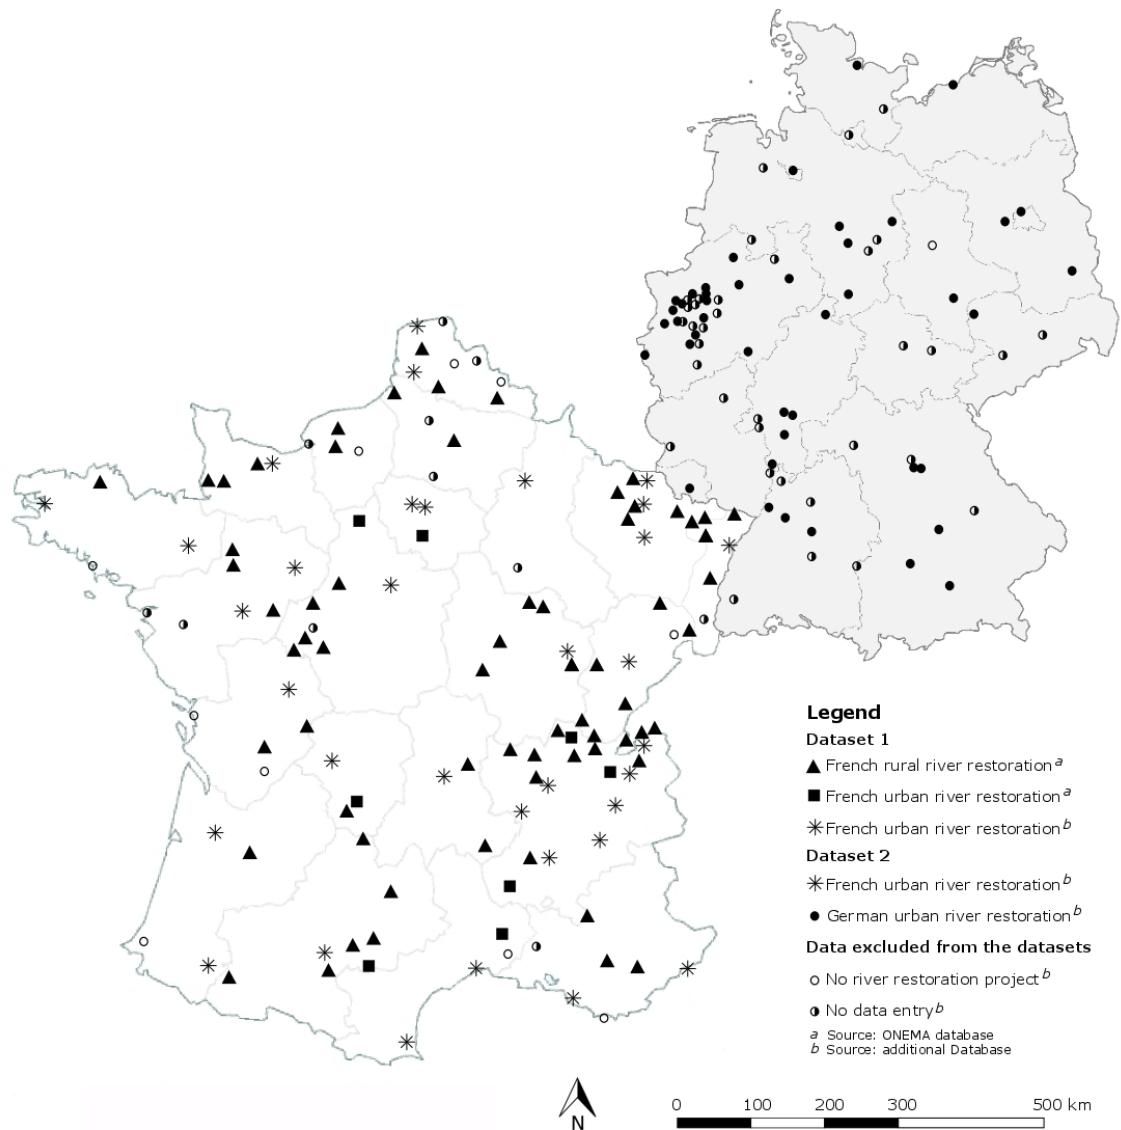 Legend
Dataset 1
French rural river restoration a
French urban river restoration a
French urban river restoration b
Dataset 2
French urban river restoration b
German urban river restoration b
Data excluded from the datasets
No river restoration project b
No data entry b
a Source: ONEMA database
b Source: additional Database
N
0 100 200 300 500 km